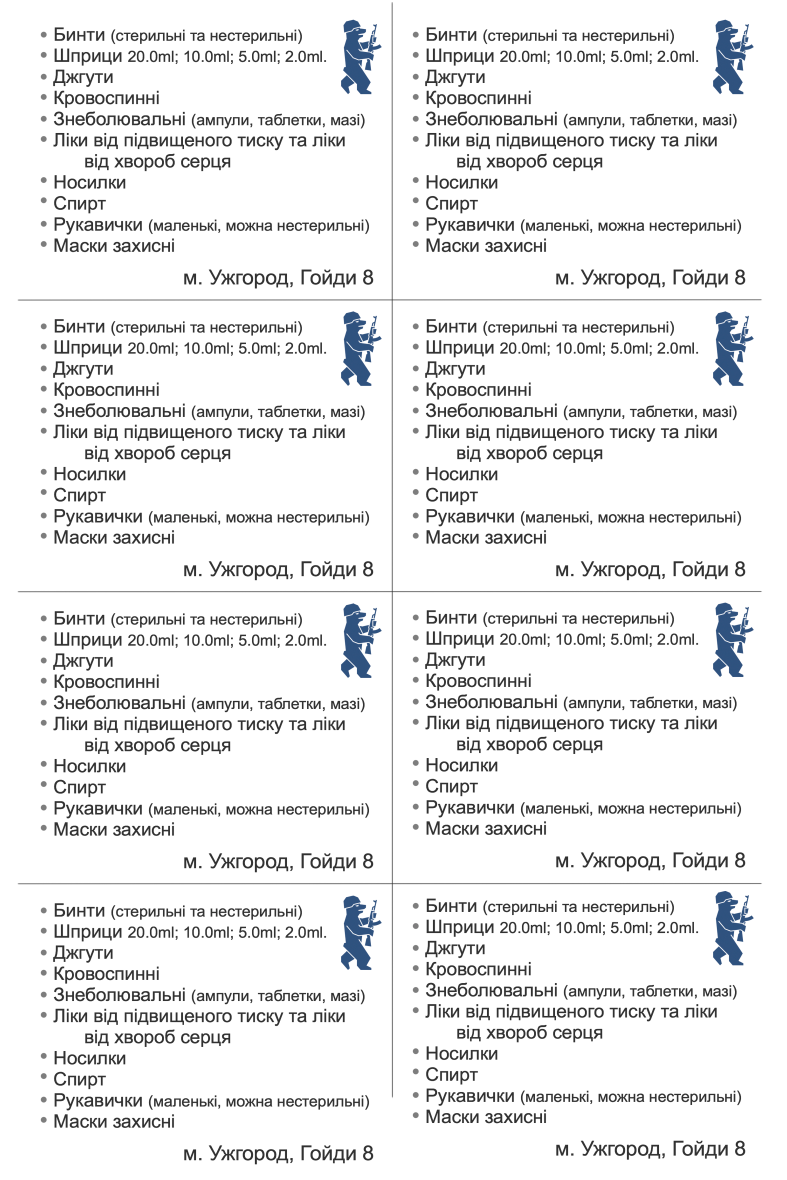 • Бинти (стерильні та нестерильні)
• Шприци 20.0ml; 10.0ml; 5.0ml; 2.0ml.
• Джгути
• Кровоспинні
• Знеболювальні (ампули, таблетки, мазі)
• Ліки від підвищеного тиску та ліки
від хвороб серця
• Носилки
• Спирт
• Рукавички (маленькі, можна нестерильні)
• Маски захисні
м. Ужгород, Гойди 8
• Бинти (стерильні та нестерильні)
• Шприци 20.0ml; 10.0ml; 5.0ml; 2.0ml.
• Джгути
• Кровоспинні
• Знеболювальні (ампули, таблетки, мазі)
• Ліки від підвищеного тиску та ліки
від хвороб серця
• Носилки
• Спирт
• Рукавички (маленькі, можна нестерильні)
• Маски захисні
м. Ужгород, Гойди 8
• Бинти (стерильні та нестерильні)
• Шприци 20.0ml; 10.0ml; 5.0ml; 2.0ml.
• Джгути
• Кровоспинні
• Знеболювальні (ампули, таблетки, мазі)
• Ліки від підвищеного тиску та ліки
від хвороб серця
• Носилки
• Спирт
• Рукавички (маленькі, можна нестерильні)
• Маски захисні
м. Ужгород, Гойди 8
• Бинти (стерильні та нестерильні)
• Шприци 20.0ml; 10.0ml; 5.0ml; 2.0ml.
• Джгути
• Кровоспинні
• Знеболювальні (ампули, таблетки, мазі)
• Ліки від підвищеного тиску та ліки
від хвороб серця
• Носилки
• Спирт
• Рукавички (маленькі, можна нестерильні)
• Маски захисні
м. Ужгород, Гойди 8
• Бинти (стерильні та нестерильні)
• Шприци 20.0ml; 10.0ml; 5.0ml; 2.0ml.
• Джгути
• Кровоспинні
• Знеболювальні (ампули, таблетки, мазі)
• Ліки від підвищеного тиску та ліки
від хвороб серця
• Носилки
• Спирт
• Рукавички (маленькі, можна нестерильні)
• Маски захисні
м. Ужгород, Гойди 8
• Бинти (стерильні та нестерильні)
• Шприци 20.0ml; 10.0ml; 5.0ml; 2.0ml.
• Джгути
• Кровоспинні
• Знеболювальні (ампули, таблетки, мазі)
• Ліки від підвищеного тиску та ліки
від хвороб серця
• Носилки
• Спирт
• Рукавички (маленькі, можна нестерильні)
• Маски захисні
м. Ужгород, Гойди 8
• Бинти (стерильні та нестерильні)
• Шприци 20.0ml; 10.0ml; 5.0ml; 2.0ml.
• Джгути
• Кровоспинні
• Знеболювальні (ампули, таблетки, мазі)
• Ліки від підвищеного тиску та ліки
від хвороб серця
• Носилки
• Спирт
• Рукавички (маленькі, можна нестерильні)
• Маски захисні
м. Ужгород, Гойди 8
• Бинти (стерильні та нестерильні)
• Шприци 20.0ml; 10.0ml; 5.0ml; 2.0ml.
• Джгути
• Кровоспинні
• Знеболювальні (ампули, таблетки, мазі)
• Ліки від підвищеного тиску та ліки
від хвороб серця
• Носилки
• Спирт
• Рукавички (маленькі, можна нестерильні)
• Маски захисні
м. Ужгород, Гойди 8